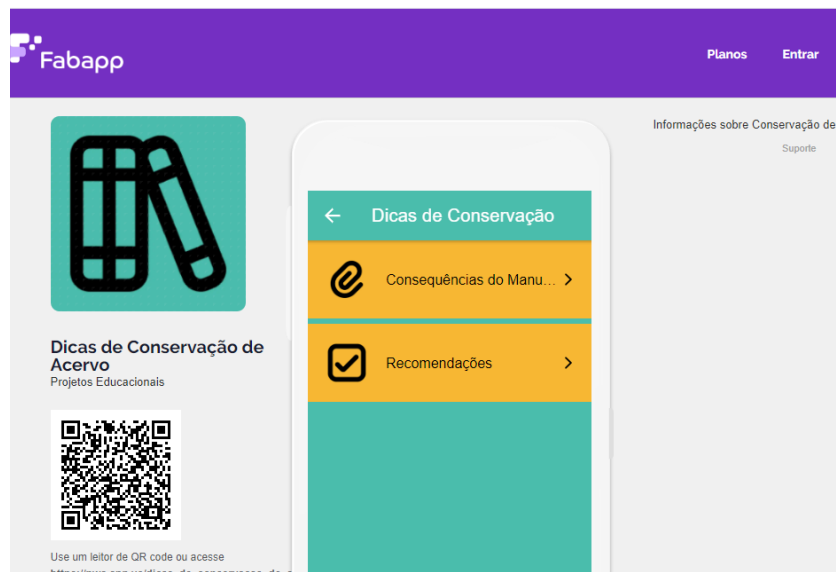 Fabapp
Planos
Entrar
Informações sobre Conservação de
Suporte
Dicas de Conservação
Consequências do Manu...
Recomendações
Dicas de Conservação de
Acervo
Projetos Educacionais
Use um leitor de QR code ou acesse